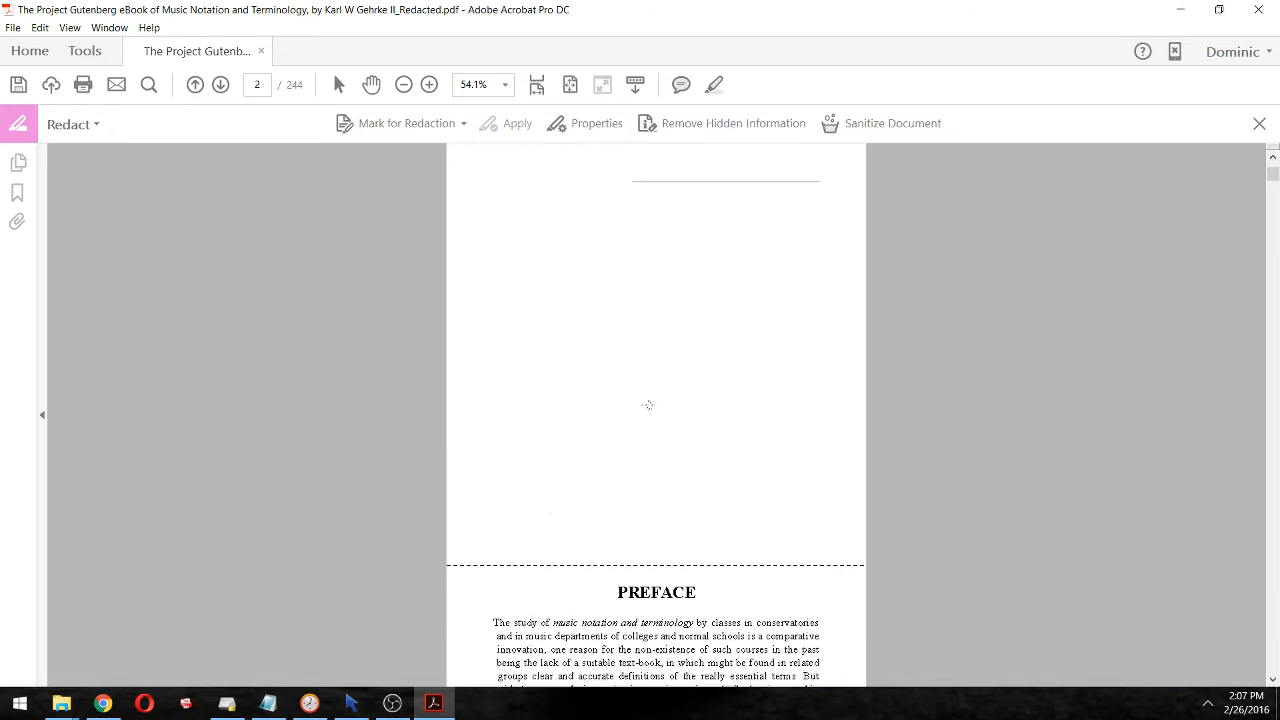 The Project Gutenberg eBook of Music Notation and Terminology, by Karl W Gehrke II_Redacted.pdf - Adobe Acrobat Pro DC
File Edit View Window Help
Home Tools The Project Gutenb... × Dominic
2 / 244 54.1%
Redact Mark for Redaction Apply Properties Remove Hidden Information Sanitize Document
PREFACE
The study of music notation and terminology by classes in conservatories
and in music departments of colleges and normal schools is a comparative
innovation, one reason for the non-existence of such courses in the past
being the lack of a suitable text-book, in which might be found in related
groups clear and accurate definitions of the really essential terms. But
2:07 PM
2/26/2016